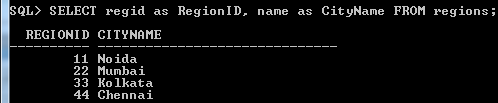 SQL> SELECT regid as RegionID, name as CityName FROM regions;
REGIONID CITYNAME
---------- ------------------------------
11 Noida
22 Mumbai
33 Kolkata
44 Chennai